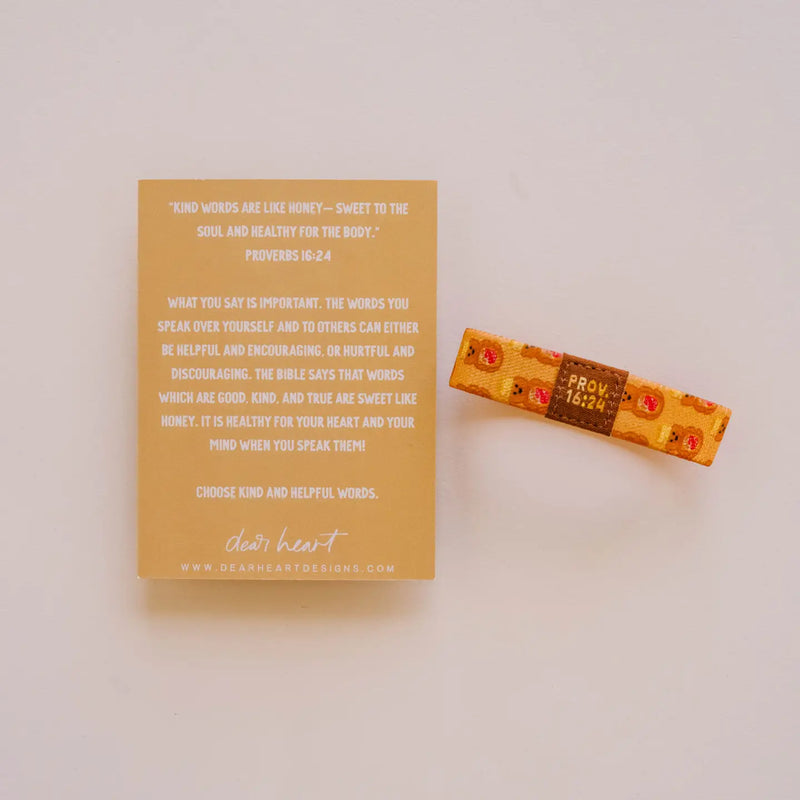 "KIND WORDS ARE LIKE HONEY— SWEET TO THE
SOUL AND HEALTHY FOR THE BODY."
PROVERBS 16:24
WHAT YOU SAY IS IMPORTANT. THE WORDS YOU
SPEAK OVER YOURSELF AND TO OTHERS CAN EITHER
BE HELPFUL AND ENCOURAGING, OR HURTFUL AND
DISCOURAGING. THE BIBLE SAYS THAT WORDS
WHICH ARE GOOD, KIND, AND TRUE ARE SWEET LIKE
HONEY. IT IS HEALTHY FOR YOUR HEART AND YOUR
MIND WHEN YOU SPEAK THEM!
CHOOSE KIND AND HELPFUL WORDS.
dear heart
WWW.DEARHEARTDESIGNS.COM
PROV.
16:24